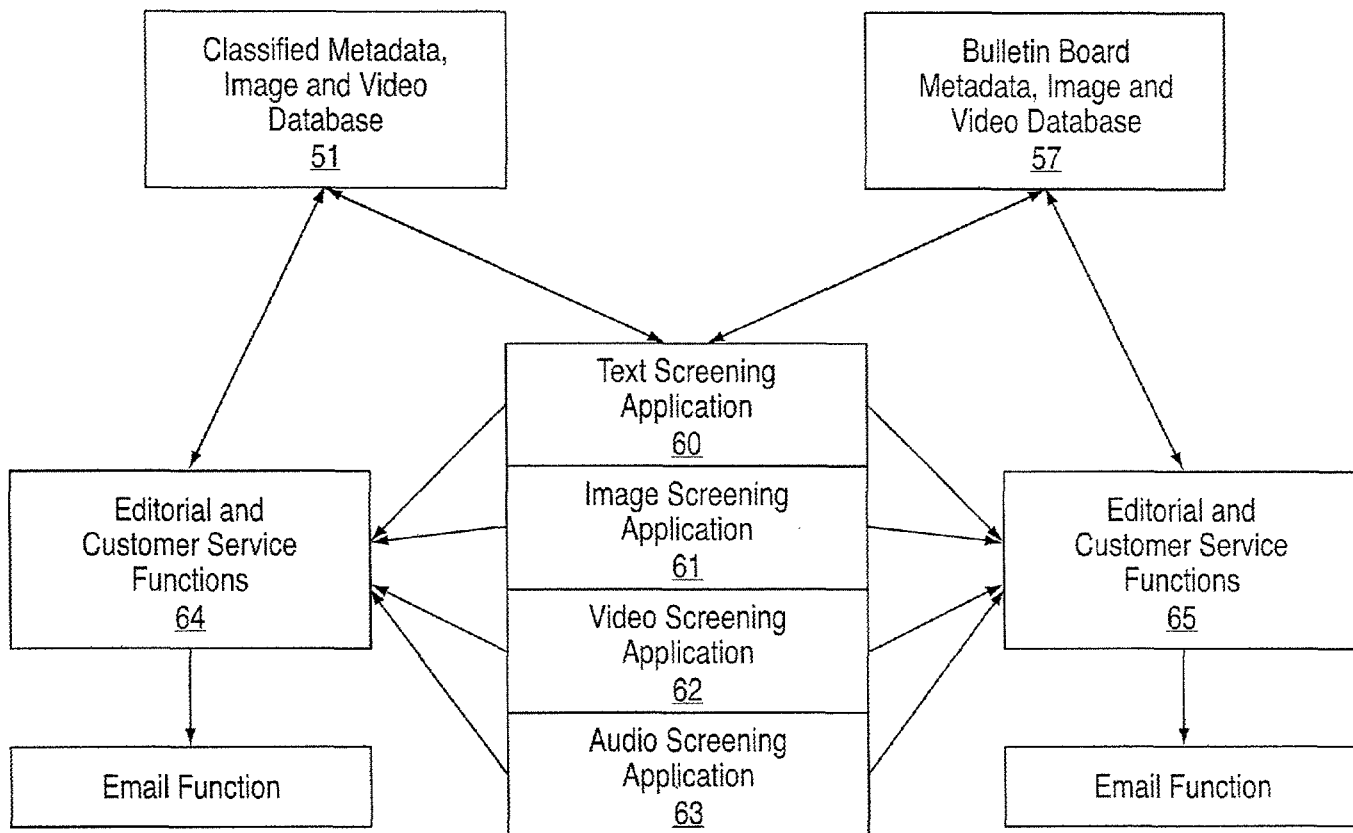 Classified Metadata,
Image and Video
Database
51
Bulletin Board
Metadata, Image and
Video Database
57
Text Screening
Application
60
Editorial and
Customer Service
Functions
64
Image Screening
Application
61
Editorial and
Customer Service
Functions
65
Video Screening
Application
62
Audio Screening
Application
63
Email Function
Email Function